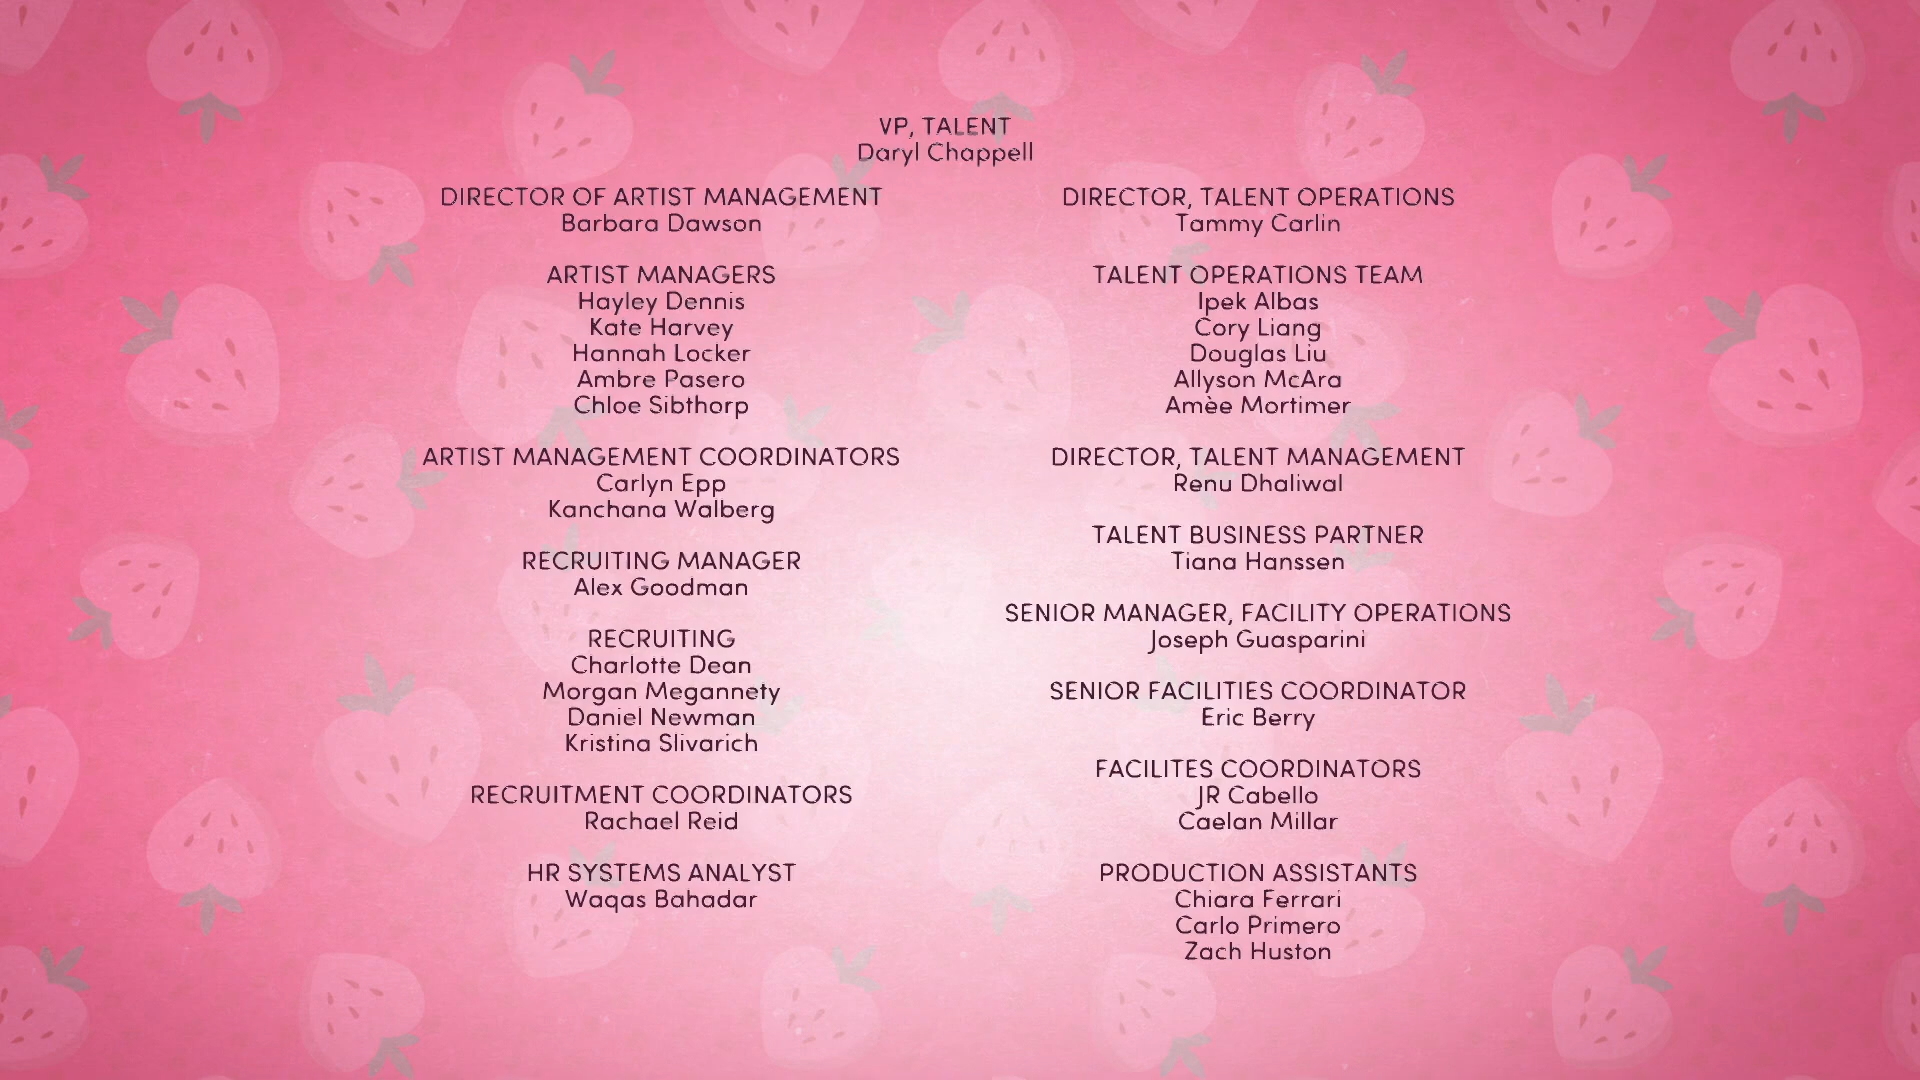 VP, TALENT
Daryl Chappell
DIRECTOR OF ARTIST MANAGEMENT
Barbara Dawson
ARTIST MANAGERS
Hayley Dennis
Kate Harvey
Hannah Locker
Ambre Pasero
Chloe Sibthorp
ARTIST MANAGEMENT COORDINATORS
Carlyn Epp
Kanchana Walberg
RECRUITING MANAGER
Alex Goodman
RECRUITING
Charlotte Dean
Morgan Megannety
Daniel Newman
Kristina Slivarich
RECRUITMENT COORDINATORS
Rachael Reid
HR SYSTEMS ANALYST
Waqas Bahadar
DIRECTOR, TALENT OPERATIONS
Tammy Carlin
TALENT OPERATIONS TEAM
Ipek Albas
Cory Liang
Douglas Liu
Allyson McAra
Amèe Mortimer
DIRECTOR, TALENT MANAGEMENT
Renu Dhaliwal
TALENT BUSINESS PARTNER
Tiana Hanssen
SENIOR MANAGER, FACILITY OPERATIONS
Joseph Guasparini
SENIOR FACILITIES COORDINATOR
Eric Berry
FACILITES COORDINATORS
JR Cabello
Caelan Millar
PRODUCTION ASSISTANTS
Chiara Ferrari
Carlo Primero
Zach Huston